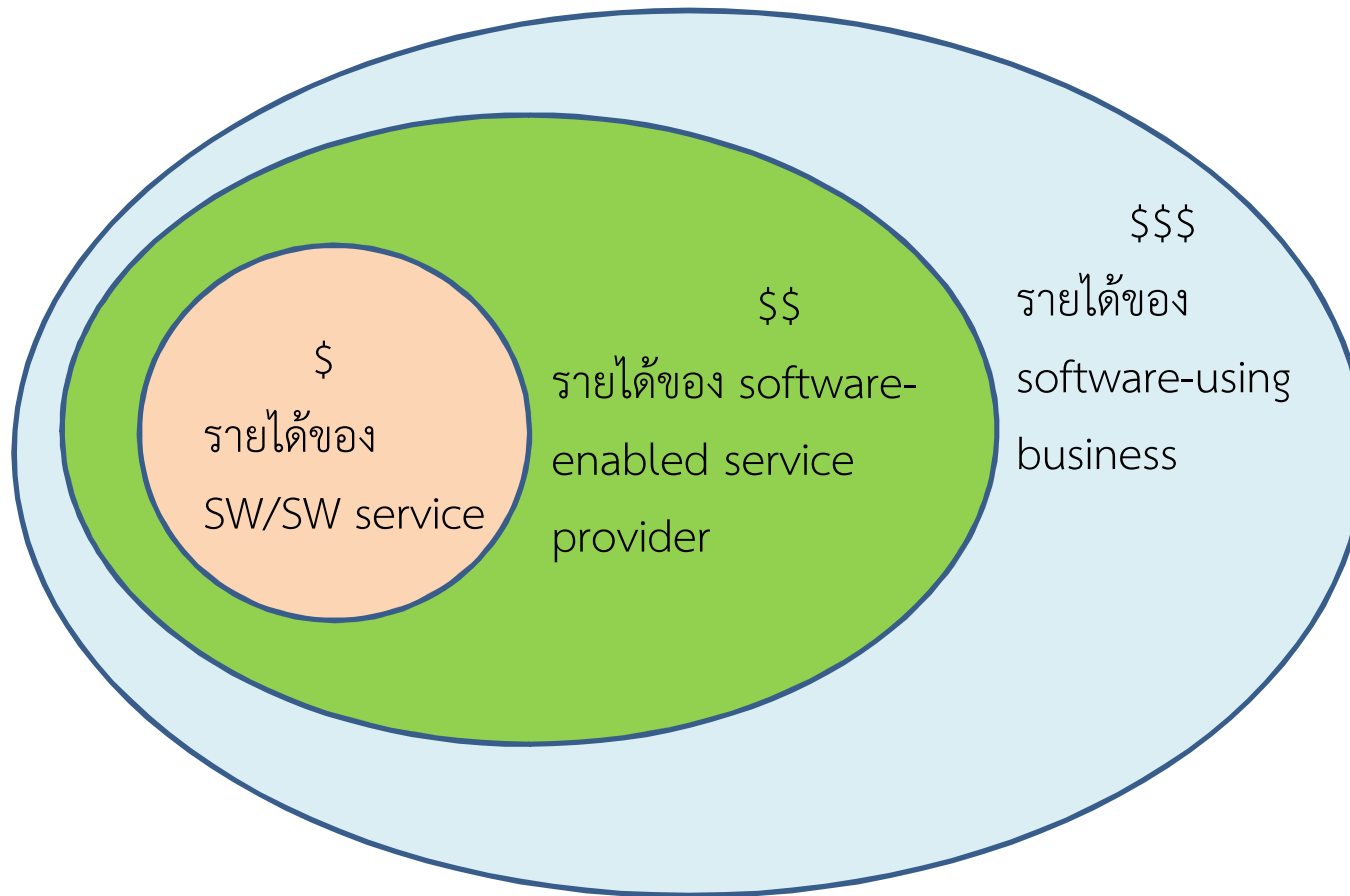 $
รายได้ของ
SW/SW service
$$
รายได้ของ software-
enabled service
provider
$$$
รายได้ของ
software-using
business